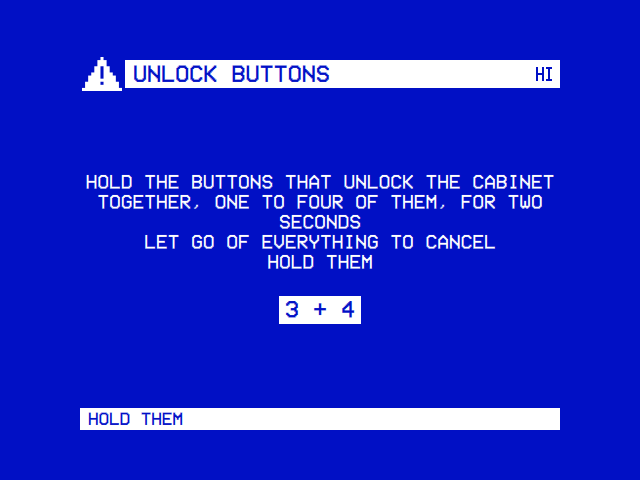 UNLOCK BUTTONS HI
HOLD THE BUTTONS THAT UNLOCK THE CABINET
TOGETHER, ONE TO FOUR OF THEM, FOR TWO
SECONDS
LET GO OF EVERYTHING TO CANCEL
HOLD THEM
3 + 4
HOLD THEM